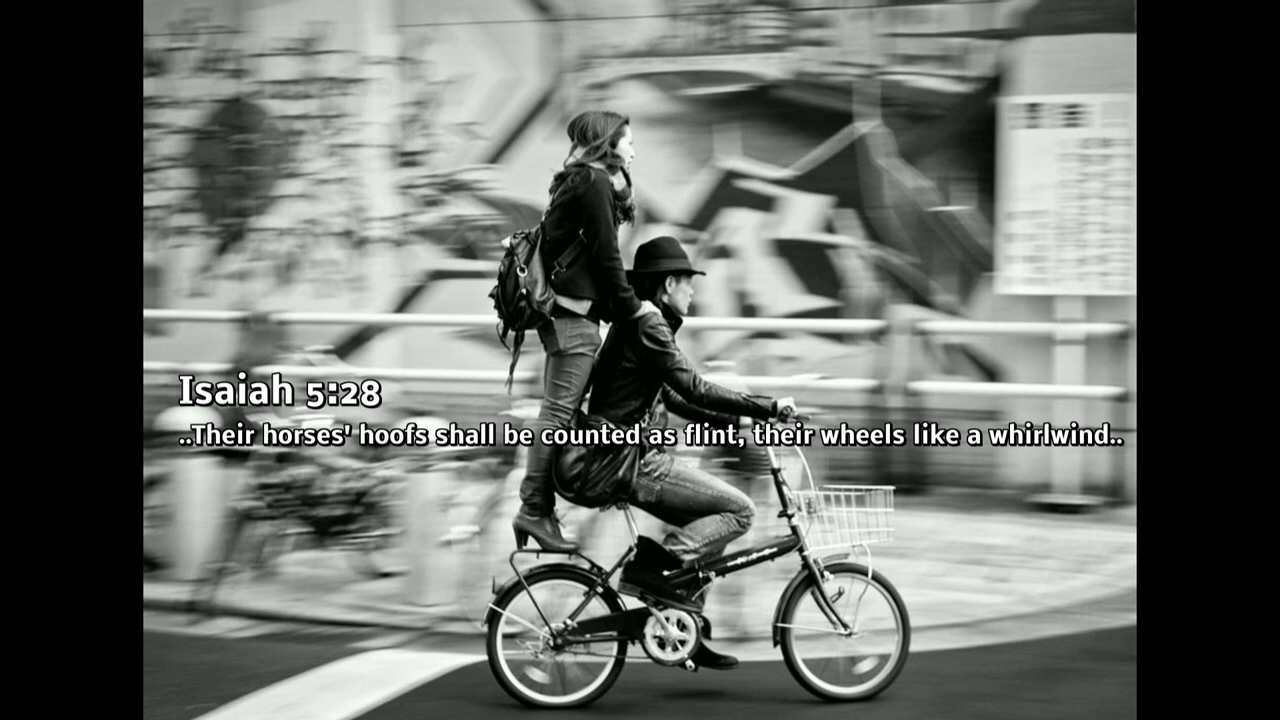 Isaiah 5:28
..Their horses' hoofs shall be counted as flint, their wheels like a whirlwind..